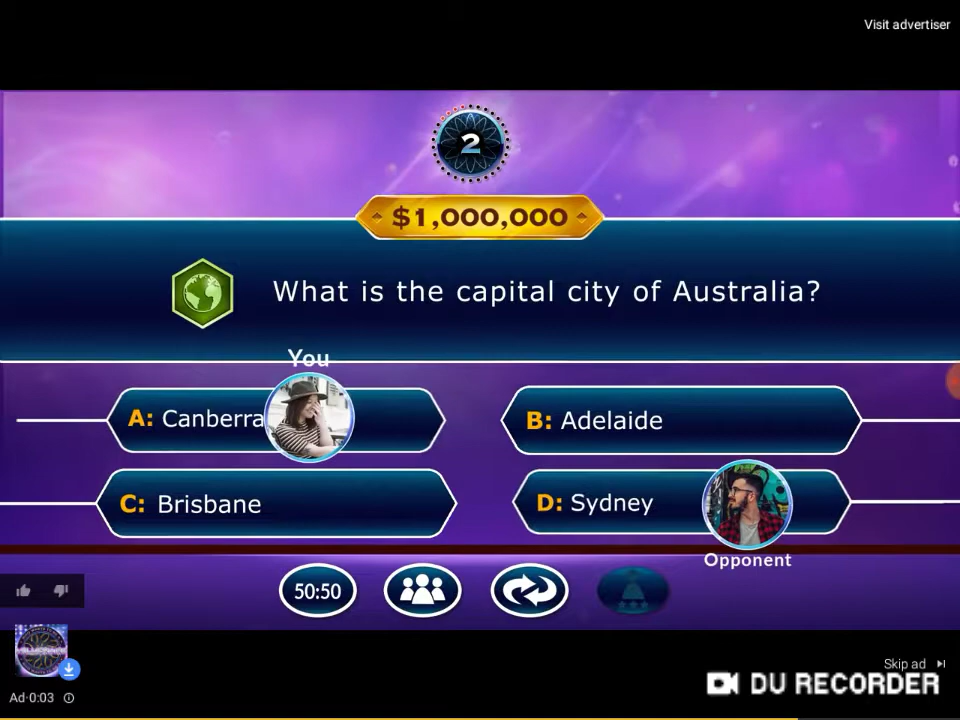 Visit advertiser
2
$1,000,000
What is the capital city of Australia?
You
A: Canberra
B: Adelaide
C: Brisbane
D: Sydney
Opponent
50:50
Skip ad
Ad·0:03
DU RECORDER